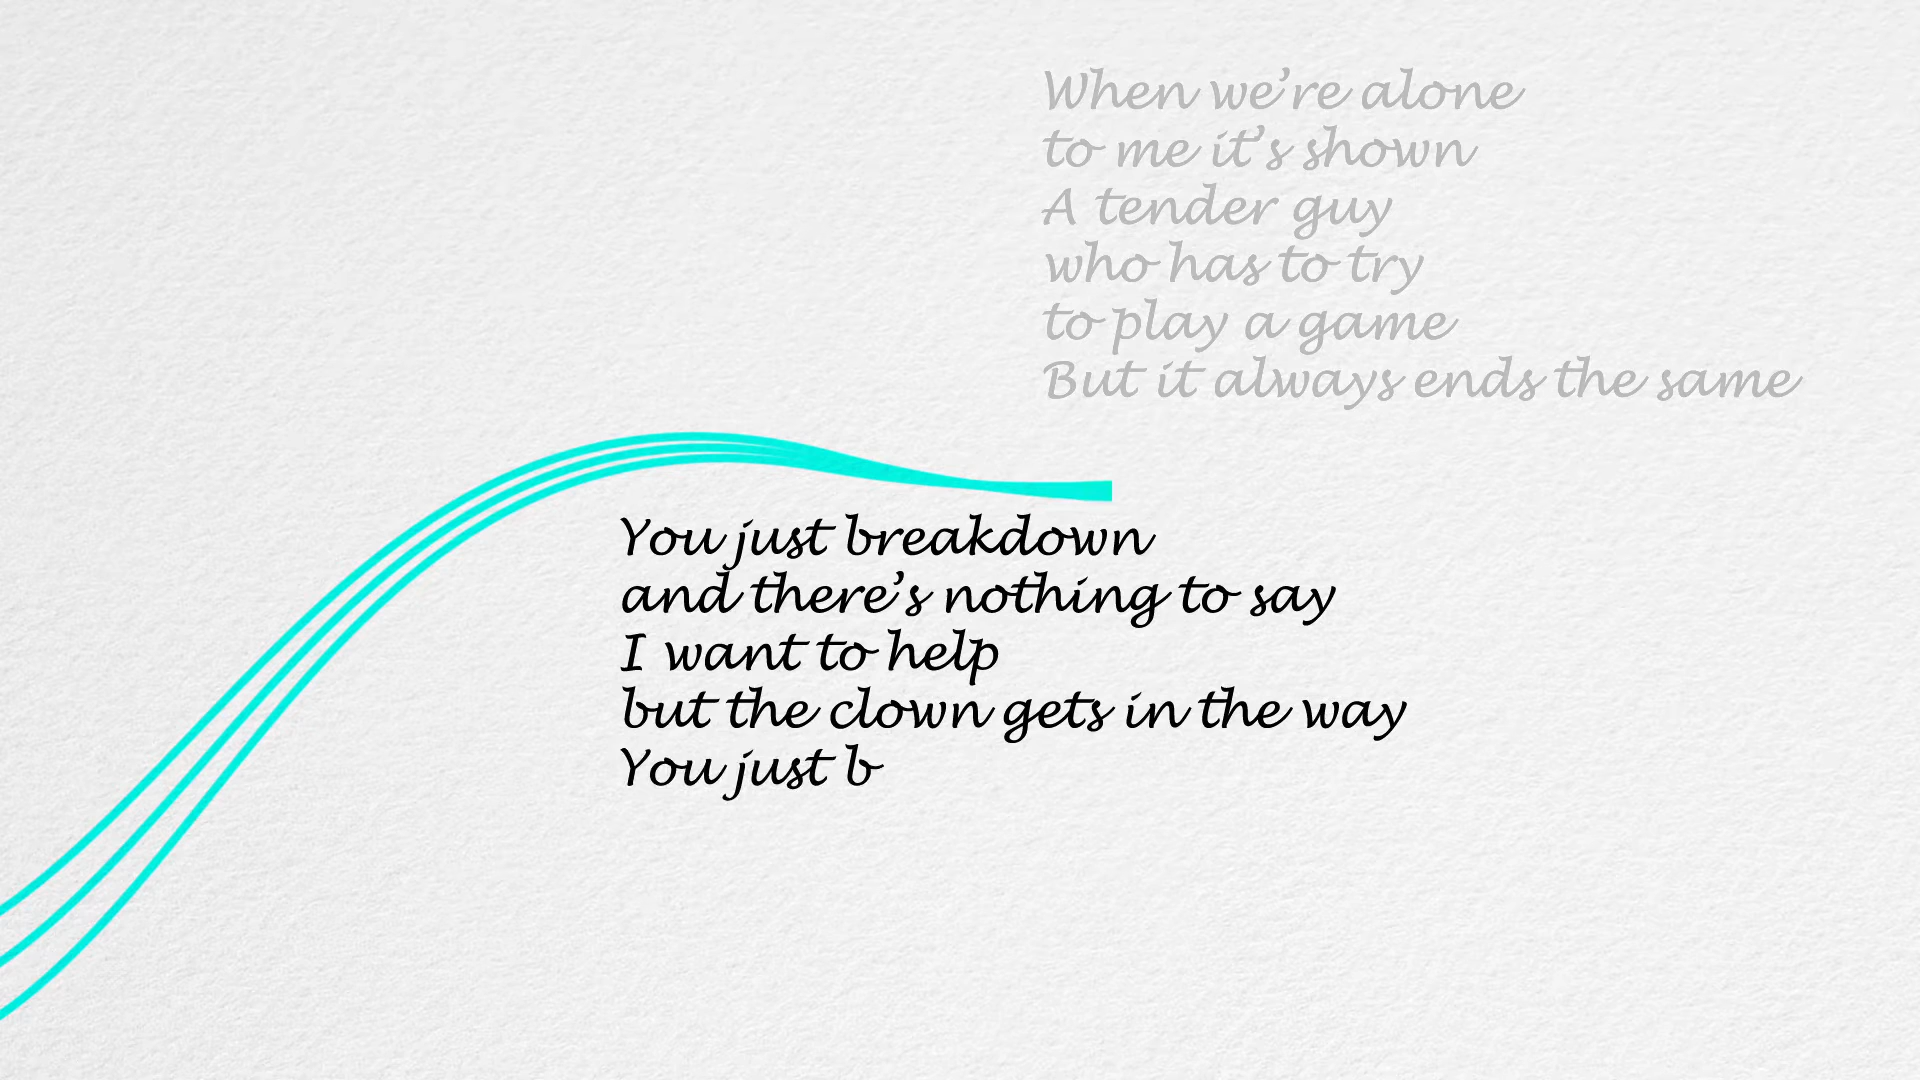 When we’re alone
to me it’s shown
A tender guy
who has to try
to play a game
But it always ends the same
You just breakdown
and there’s nothing to say
I want to help
but the clown gets in the way
You just b